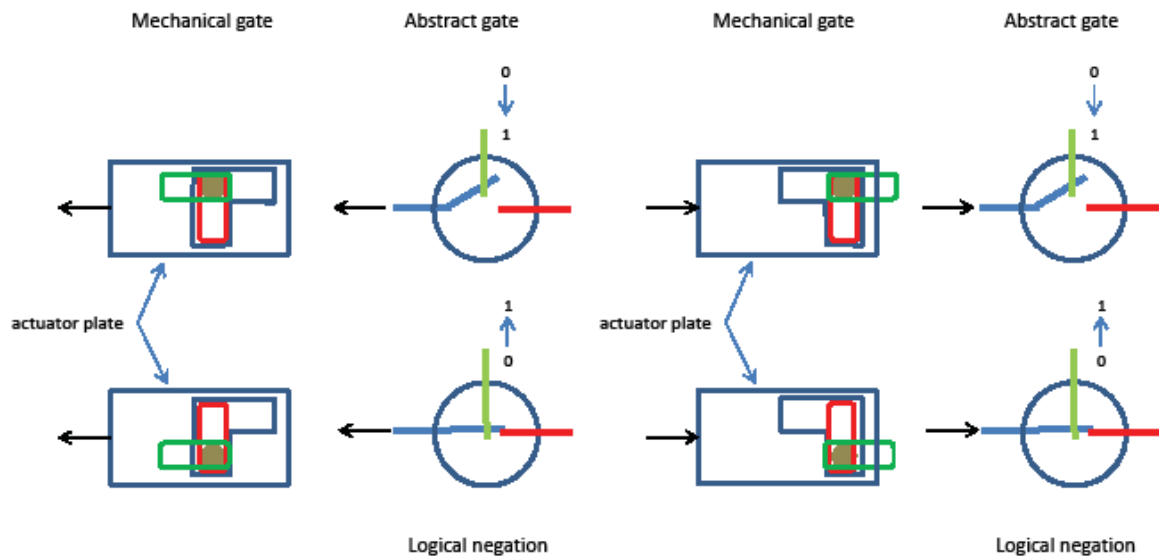 Mechanical gate
Abstract gate
Mechanical gate
Abstract gate
0
1
0
1
actuator plate
1
0
actuator plate
1
0
Logical negation
Logical negation